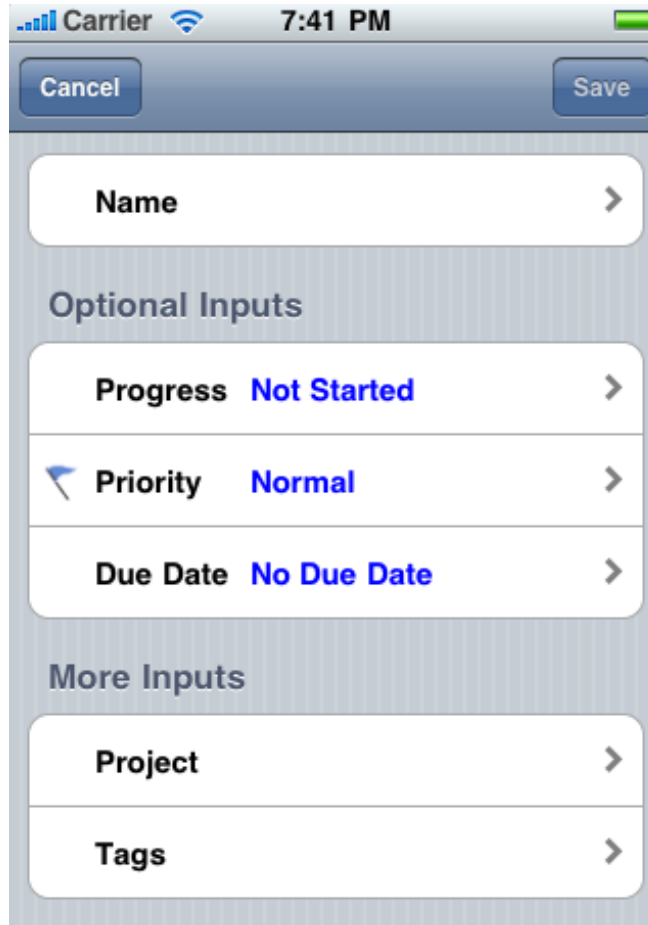 Carrier 7:41 PM
Cancel Save
Name
Optional Inputs
Progress Not Started
Priority Normal
Due Date No Due Date
More Inputs
Project
Tags